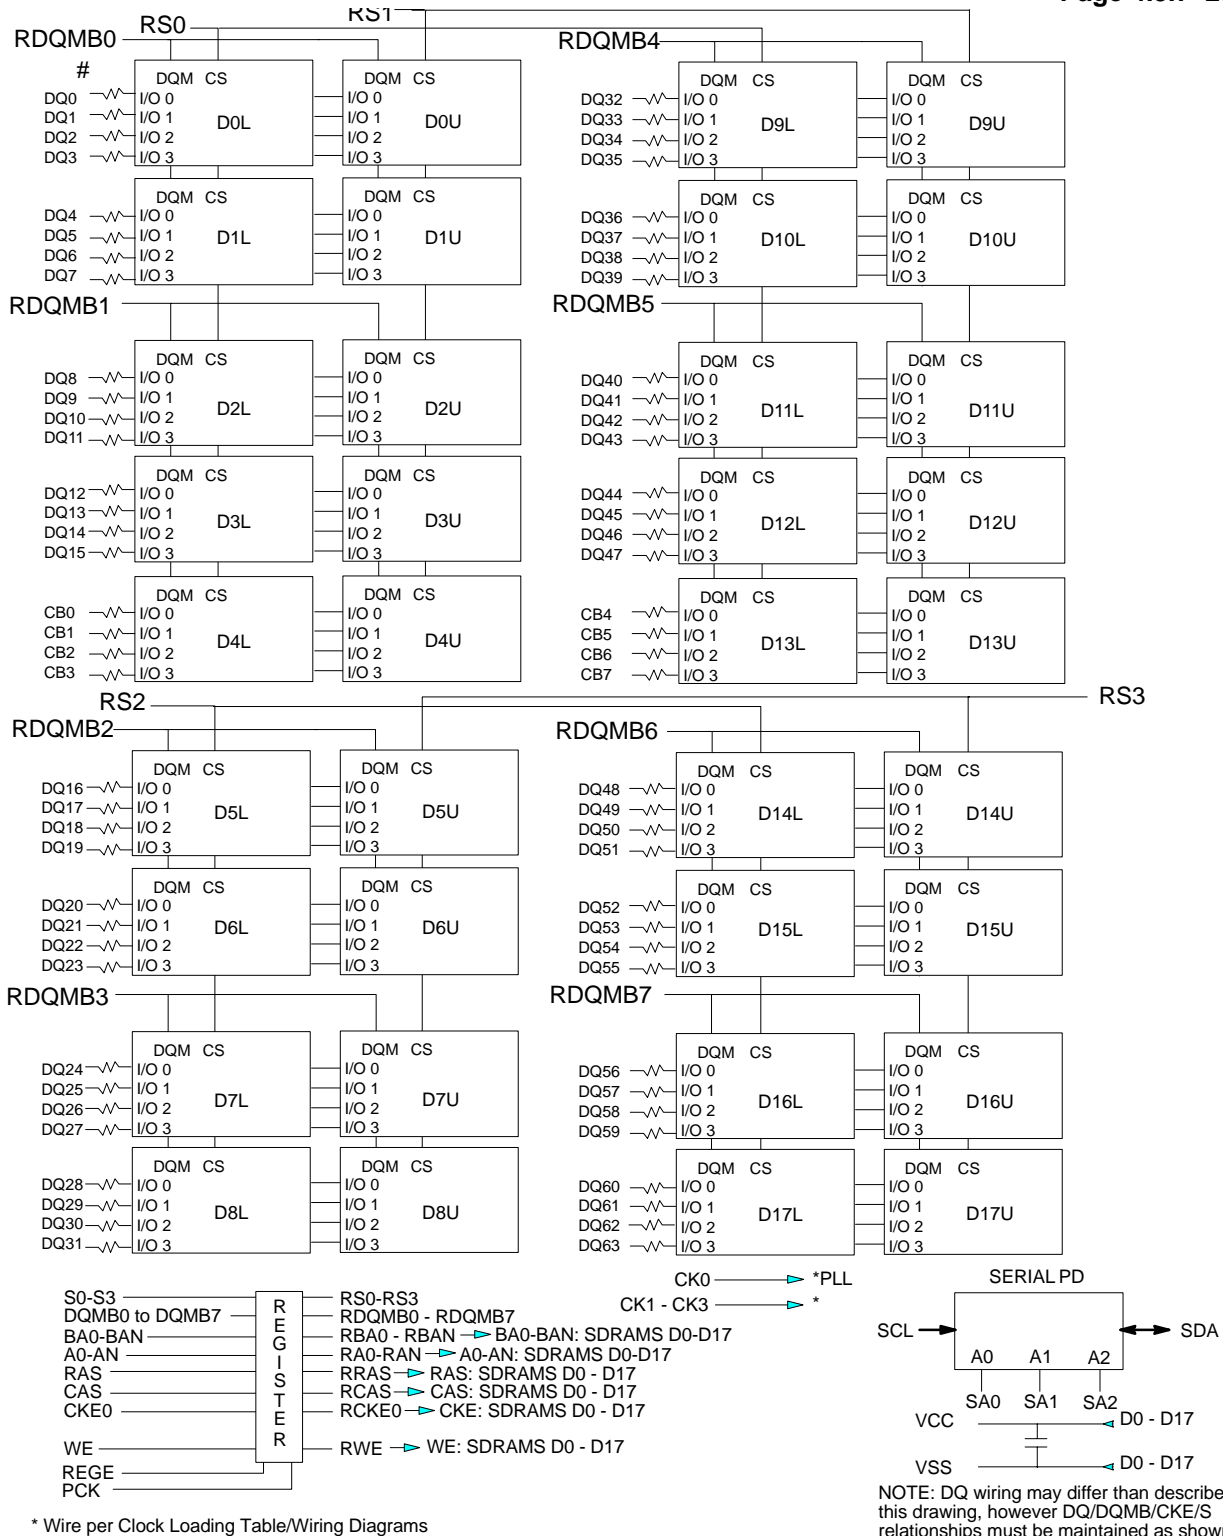 RS1
RS0
RDQMB0
RDQMB4
#
DQM CS
DQ0 I/O 0
DQ1 I/O 1
DQ2 I/O 2
DQ3 I/O 3
D0L
DQM CS
I/O 0
I/O 1
I/O 2
I/O 3
D0U
DQM CS
DQ32 I/O 0
DQ33 I/O 1
DQ34 I/O 2
DQ35 I/O 3
D9L
DQM CS
I/O 0
I/O 1
I/O 2
I/O 3
D9U
DQM CS
DQ4 I/O 0
DQ5 I/O 1
DQ6 I/O 2
DQ7 I/O 3
D1L
DQM CS
I/O 0
I/O 1
I/O 2
I/O 3
D1U
DQM CS
DQ36 I/O 0
DQ37 I/O 1
DQ38 I/O 2
DQ39 I/O 3
D10L
DQM CS
I/O 0
I/O 1
I/O 2
I/O 3
D10U
RDQMB1
RDQMB5
DQM CS
DQ8 I/O 0
DQ9 I/O 1
DQ10 I/O 2
DQ11 I/O 3
D2L
DQM CS
I/O 0
I/O 1
I/O 2
I/O 3
D2U
DQM CS
DQ40 I/O 0
DQ41 I/O 1
DQ42 I/O 2
DQ43 I/O 3
D11L
DQM CS
I/O 0
I/O 1
I/O 2
I/O 3
D11U
DQM CS
DQ12 I/O 0
DQ13 I/O 1
DQ14 I/O 2
DQ15 I/O 3
D3L
DQM CS
I/O 0
I/O 1
I/O 2
I/O 3
D3U
DQM CS
DQ44 I/O 0
DQ45 I/O 1
DQ46 I/O 2
DQ47 I/O 3
D12L
DQM CS
I/O 0
I/O 1
I/O 2
I/O 3
D12U
DQM CS
CB0 I/O 0
CB1 I/O 1
CB2 I/O 2
CB3 I/O 3
D4L
DQM CS
I/O 0
I/O 1
I/O 2
I/O 3
D4U
DQM CS
CB4 I/O 0
CB5 I/O 1
CB6 I/O 2
CB7 I/O 3
D13L
DQM CS
I/O 0
I/O 1
I/O 2
I/O 3
D13U
RS2
RS3
RDQMB2
RDQMB6
DQM CS
DQ16 I/O 0
DQ17 I/O 1
DQ18 I/O 2
DQ19 I/O 3
D5L
DQM CS
I/O 0
I/O 1
I/O 2
I/O 3
D5U
DQM CS
DQ48 I/O 0
DQ49 I/O 1
DQ50 I/O 2
DQ51 I/O 3
D14L
DQM CS
I/O 0
I/O 1
I/O 2
I/O 3
D14U
DQM CS
DQ20 I/O 0
DQ21 I/O 1
DQ22 I/O 2
DQ23 I/O 3
D6L
DQM CS
I/O 0
I/O 1
I/O 2
I/O 3
D6U
DQM CS
DQ52 I/O 0
DQ53 I/O 1
DQ54 I/O 2
DQ55 I/O 3
D15L
DQM CS
I/O 0
I/O 1
I/O 2
I/O 3
D15U
RDQMB3
RDQMB7
DQM CS
DQ24 I/O 0
DQ25 I/O 1
DQ26 I/O 2
DQ27 I/O 3
D7L
DQM CS
I/O 0
I/O 1
I/O 2
I/O 3
D7U
DQM CS
DQ56 I/O 0
DQ57 I/O 1
DQ58 I/O 2
DQ59 I/O 3
D16L
DQM CS
I/O 0
I/O 1
I/O 2
I/O 3
D16U
DQM CS
DQ28 I/O 0
DQ29 I/O 1
DQ30 I/O 2
DQ31 I/O 3
D8L
DQM CS
I/O 0
I/O 1
I/O 2
I/O 3
D8U
DQM CS
DQ60 I/O 0
DQ61 I/O 1
DQ62 I/O 2
DQ63 I/O 3
D17L
DQM CS
I/O 0
I/O 1
I/O 2
I/O 3
D17U
S0-S3 RS0-RS3
DQMB0 to DQMB7 RDQMB0 - RDQMB7
BA0-BAN RBA0 - RBAN BA0-BAN: SDRAMS D0-D17
A0-AN RA0-RAN A0-AN: SDRAMS D0-D17
RAS RRAS RAS: SDRAMS D0 - D17
CAS RCAS CAS: SDRAMS D0 - D17
CKE0 RCKE0 CKE: SDRAMS D0 - D17
WE RWE WE: SDRAMS D0 - D17
REGE
PCK
REGISTER
CK0 *PLL
CK1 - CK3 *
SERIAL PD
SCL SDA
A0 A1 A2
SA0 SA1 SA2
VCC D0 - D17
VSS D0 - D17
NOTE: DQ wiring may differ than describe
this drawing, however DQ/DQMB/CKE/S
relationships must be maintained as show
* Wire per Clock Loading Table/Wiring Diagrams